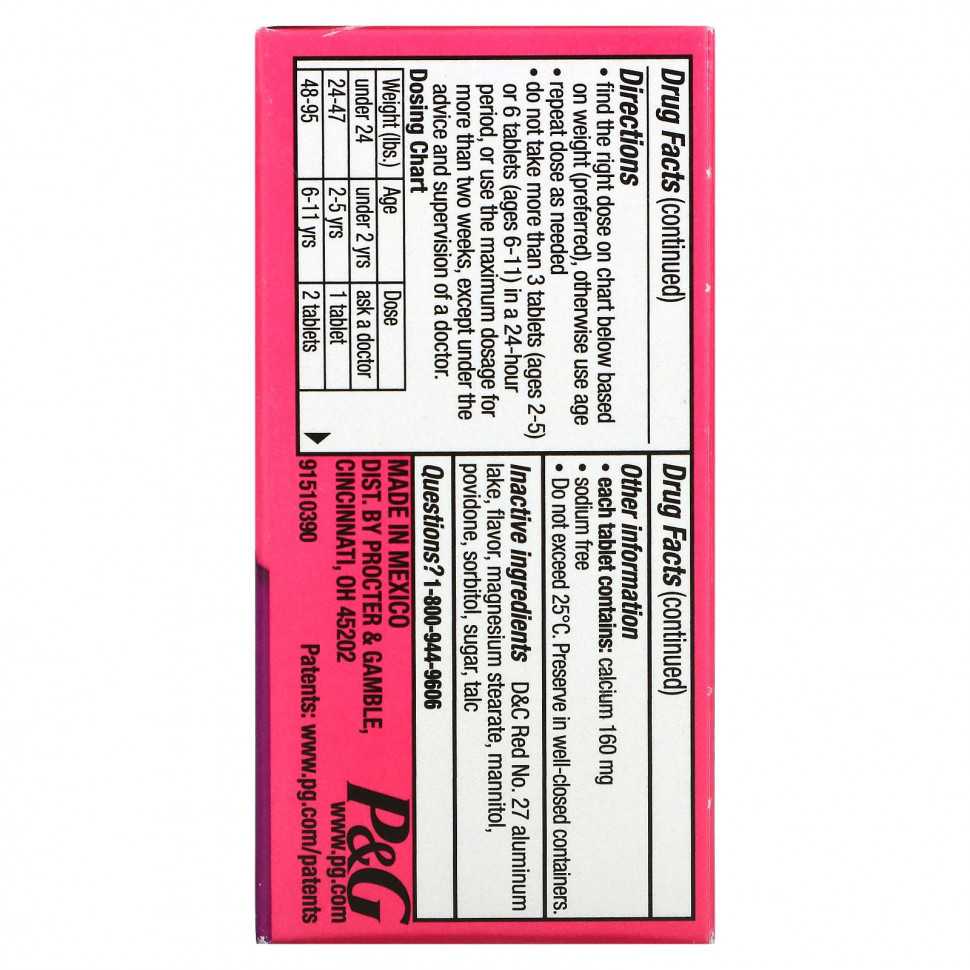 Drug Facts (continued)
Directions
• find the right dose on chart below based
on weight (preferred), otherwise use age
• repeat dose as needed
• do not take more than 3 tablets (ages 2-5)
or 6 tablets (ages 6-11) in a 24-hour
period, or use the maximum dosage for
more than two weeks, except under the
advice and supervision of a doctor.
Dosing Chart
Weight (lbs.) Age Dose
under 24 under 2 yrs ask a doctor
24-47 2-5 yrs 1 tablet
48-95 6-11 yrs 2 tablets
Drug Facts (continued)
Other information
• each tablet contains: calcium 160 mg
• sodium free
• Do not exceed 25°C. Preserve in well-closed containers.
Inactive ingredients D&C Red No. 27 aluminum
lake, flavor, magnesium stearate, mannitol,
povidone, sorbitol, sugar, talc
Questions? 1-800-944-9606
MADE IN MEXICO
DIST. BY PROCTER & GAMBLE,
CINCINNATI, OH 45202
91510390
P&G
www.pg.com
Patents: www.pg.com/patents